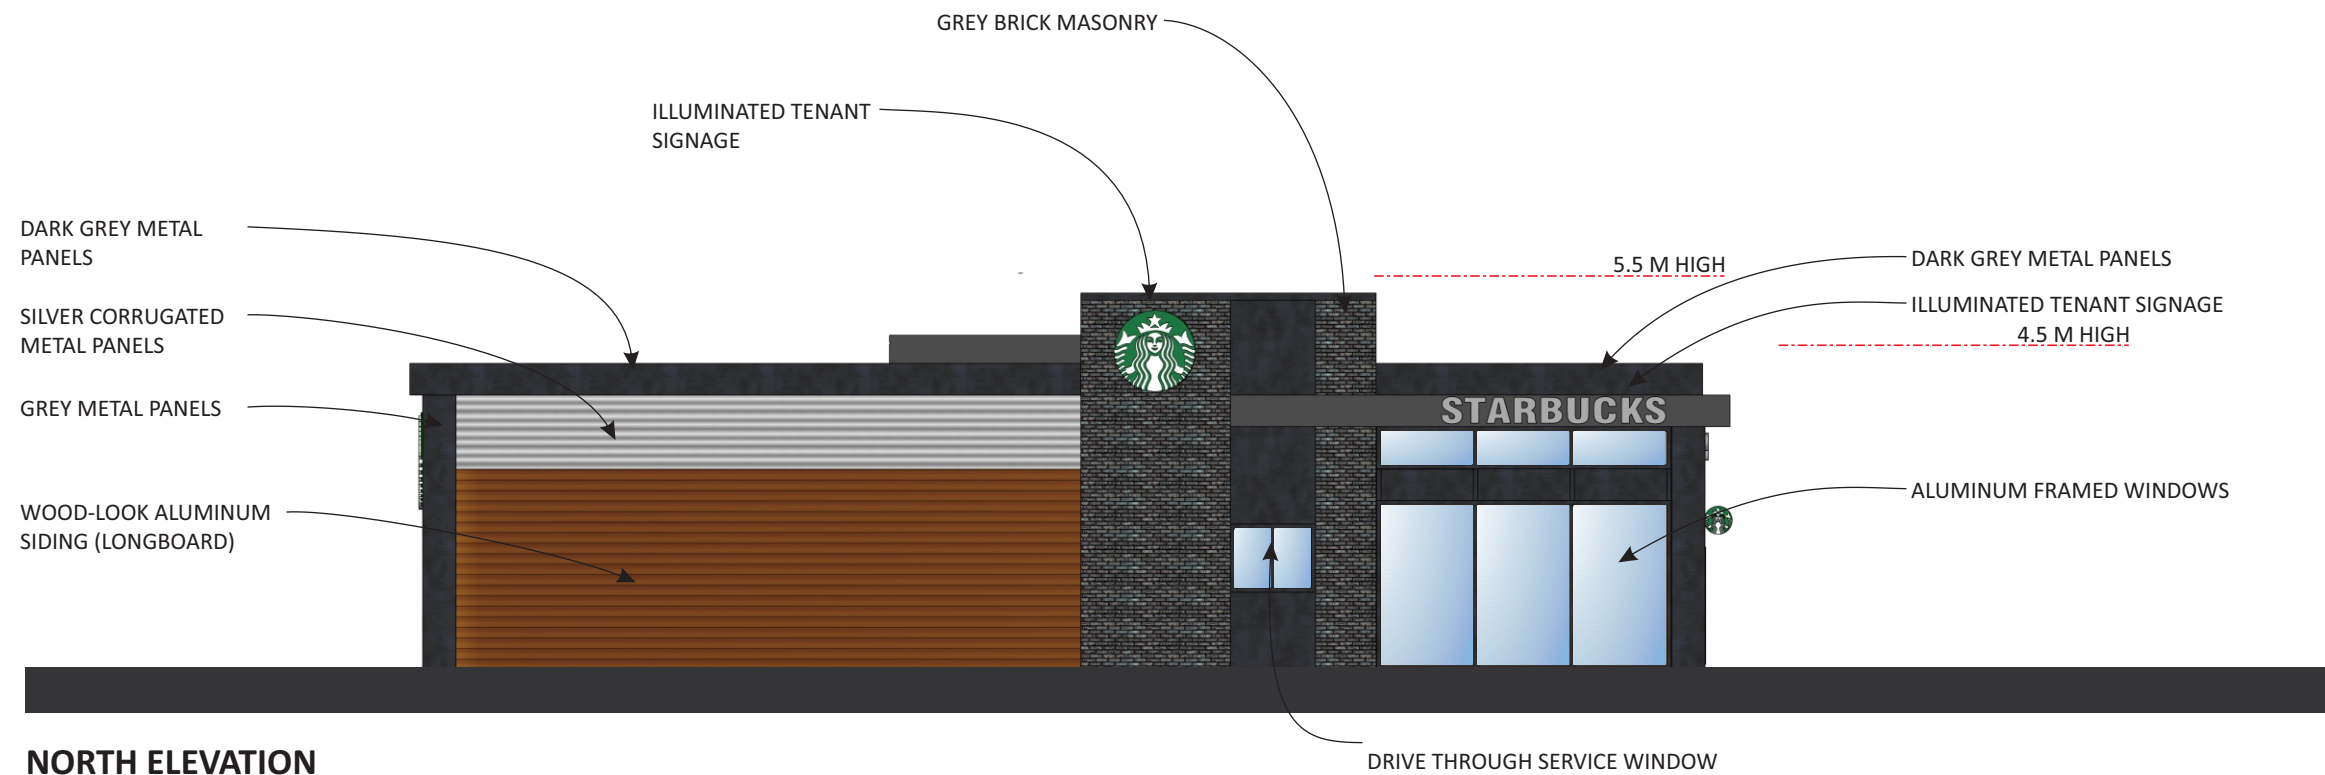 GREY BRICK MASONRY
ILLUMINATED TENANT
SIGNAGE
DARK GREY METAL
PANELS
SILVER CORRUGATED
METAL PANELS
GREY METAL PANELS
WOOD-LOOK ALUMINUM
SIDING (LONGBOARD)
5.5 M HIGH
DARK GREY METAL PANELS
ILLUMINATED TENANT SIGNAGE
4.5 M HIGH
STARBUCKS
ALUMINUM FRAMED WINDOWS
DRIVE THROUGH SERVICE WINDOW
NORTH ELEVATION